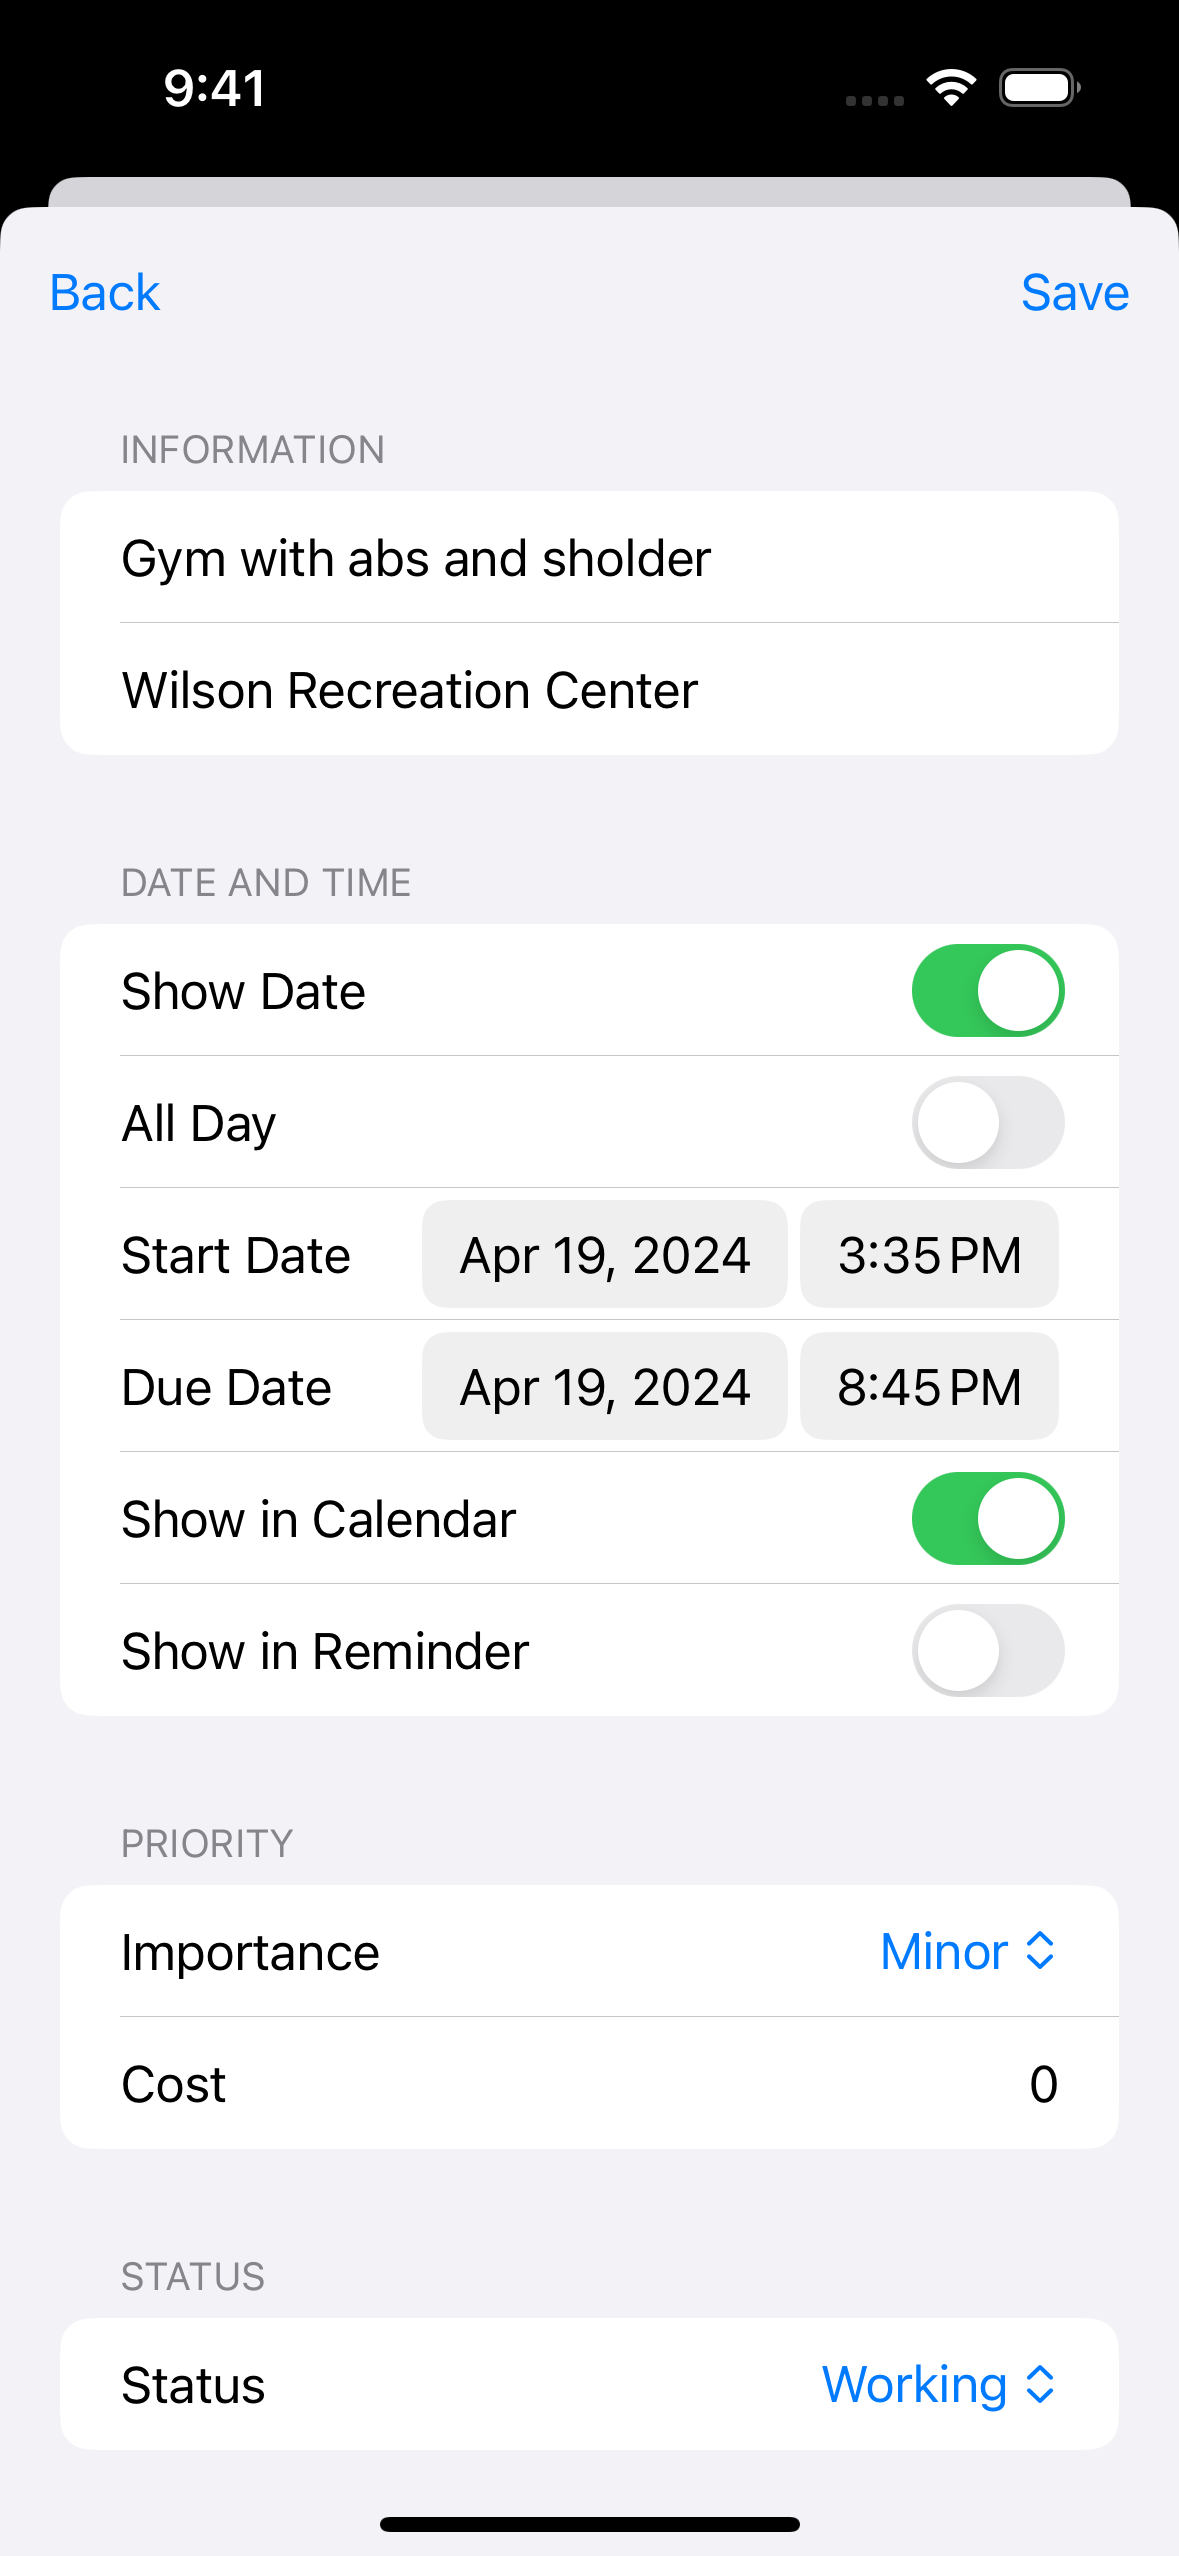 9:41
Back Save
INFORMATION
Gym with abs and sholder
Wilson Recreation Center
DATE AND TIME
Show Date
All Day
Start Date Apr 19, 2024 3:35 PM
Due Date Apr 19, 2024 8:45 PM
Show in Calendar
Show in Reminder
PRIORITY
Importance Minor
Cost 0
STATUS
Status Working